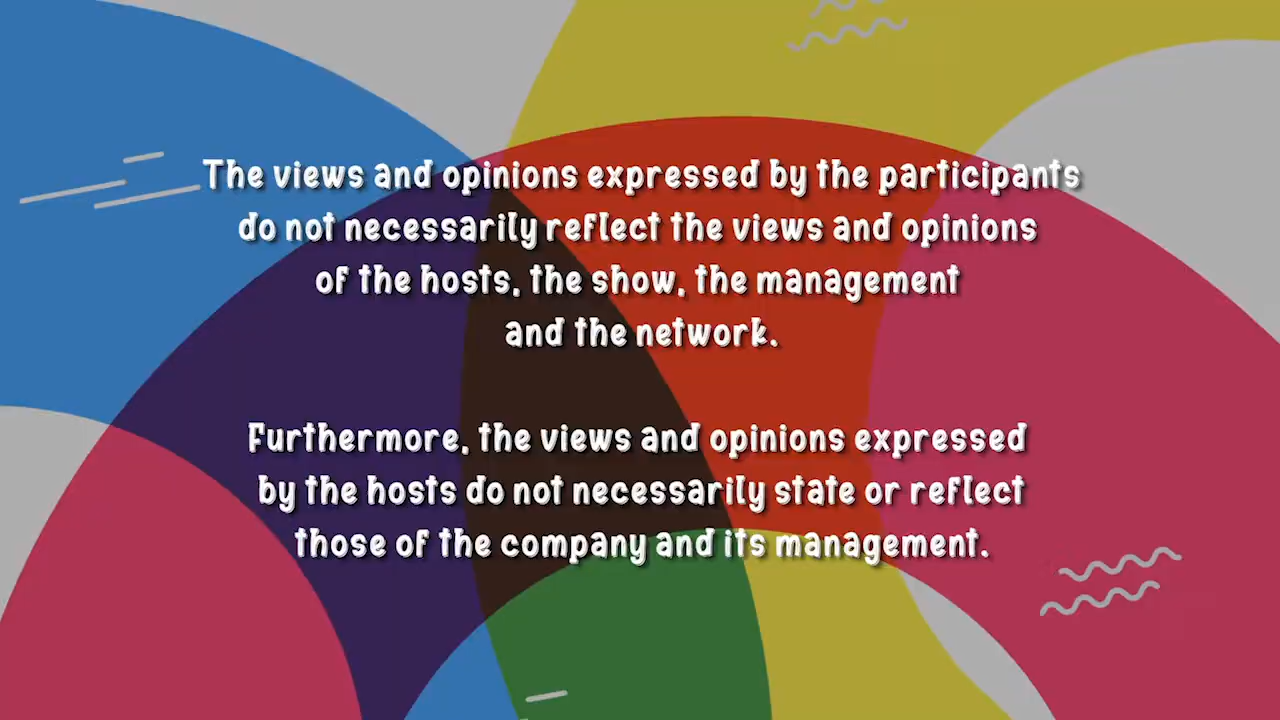 The views and opinions expressed by the participants
do not necessarily reflect the views and opinions
of the hosts, the show, the management
and the network.
Furthermore, the views and opinions expressed
by the hosts do not necessarily state or reflect
those of the company and its management.